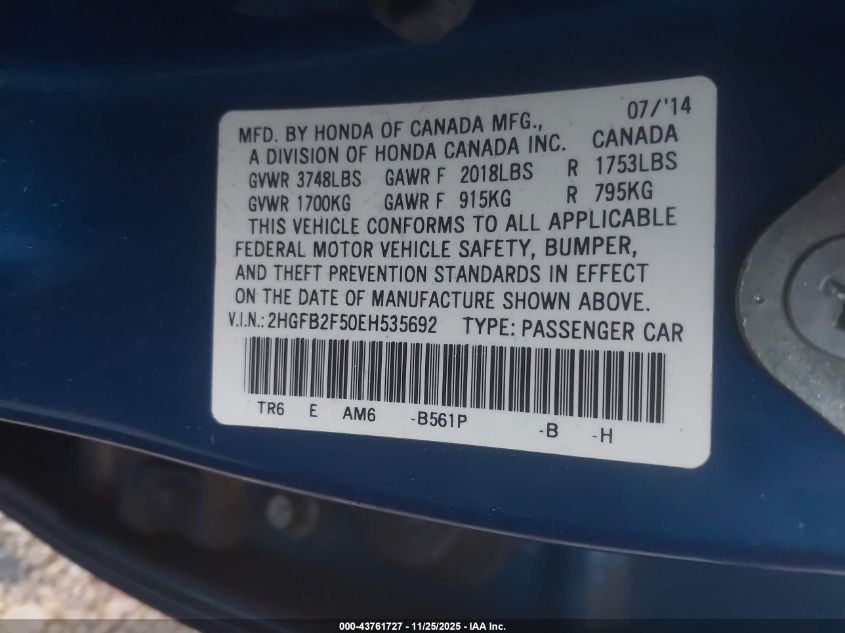 07/'14
MFD. BY HONDA OF CANADA MFG.,
A DIVISION OF HONDA CANADA INC. CANADA
GVWR 3748LBS GAWR F 2018LBS R 1753LBS
GVWR 1700KG GAWR F 915KG R 795KG
THIS VEHICLE CONFORMS TO ALL APPLICABLE
FEDERAL MOTOR VEHICLE SAFETY, BUMPER,
AND THEFT PREVENTION STANDARDS IN EFFECT
ON THE DATE OF MANUFACTURE SHOWN ABOVE.
V.I.N.: 2HGFB2F50EH535692 TYPE: PASSENGER CAR
TR6 E AM6 -B561P -B -H
000-43761727 - 11/25/2025 - IAA Inc.